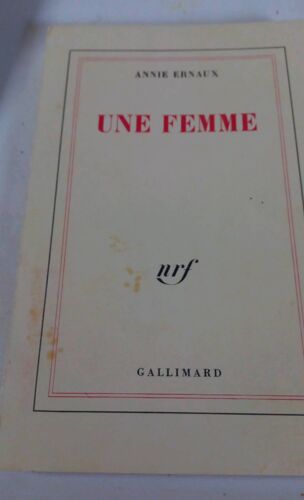 ANNIE ERNAUX
UNE FEMME
nrf
GALLIMARD